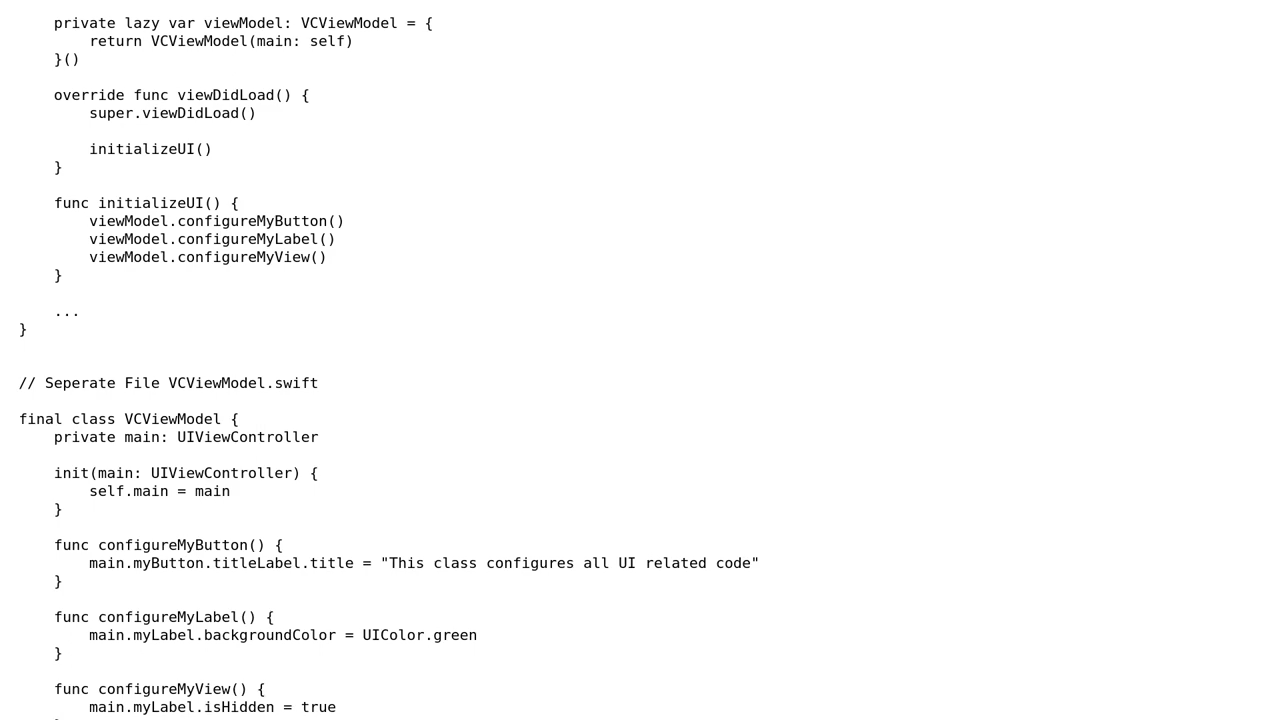 private lazy var viewModel: VCViewModel = {
        return VCViewModel(main: self)
    }()

    override func viewDidLoad() {
        super.viewDidLoad()

        initializeUI()
    }

    func initializeUI() {
        viewModel.configureMyButton()
        viewModel.configureMyLabel()
        viewModel.configureMyView()
    }

    ...
}


// Seperate File VCViewModel.swift

final class VCViewModel {
    private main: UIViewController

    init(main: UIViewController) {
        self.main = main
    }

    func configureMyButton() {
        main.myButton.titleLabel.title = "This class configures all UI related code"
    }

    func configureMyLabel() {
        main.myLabel.backgroundColor = UIColor.green
    }

    func configureMyView() {
        main.myLabel.isHidden = true